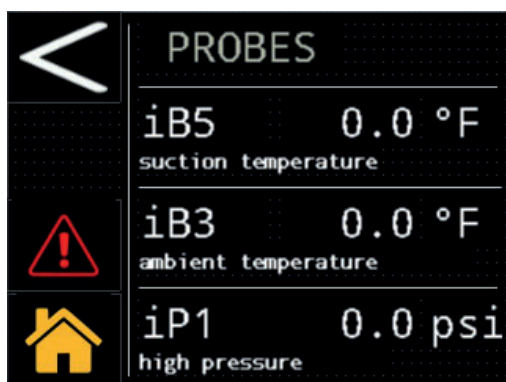 PROBES
iB5 0.0 °F
suction temperature
iB3 0.0 °F
ambient temperature
iP1 0.0 psi
high pressure